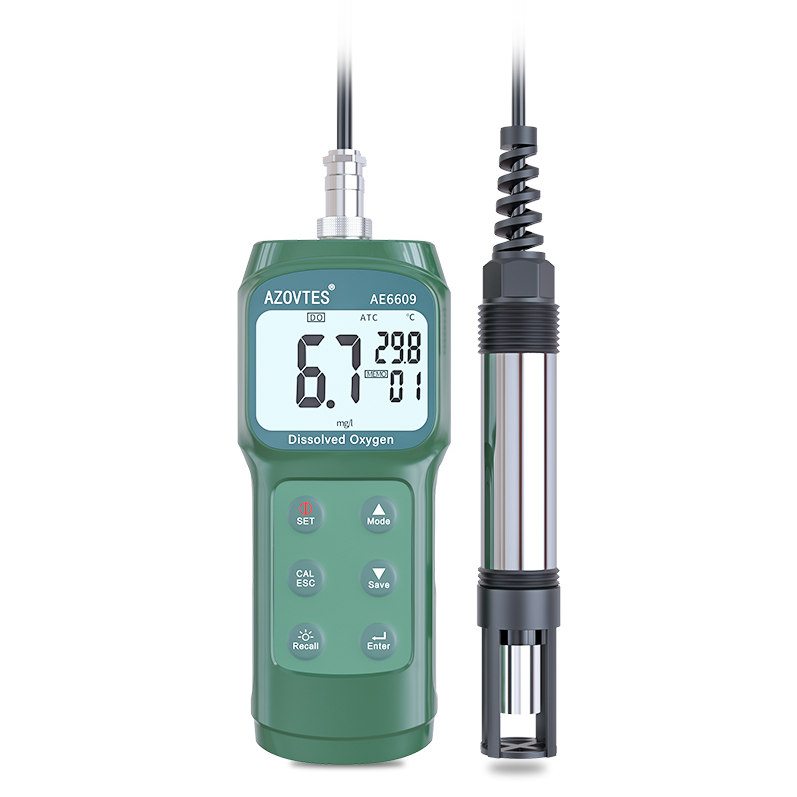 AZOVTES® AE6609
DO ATC °C
6.7 29.8
MEMO 01
mg/l
Dissolved Oxygen
SET Mode
CAL
ESC Save
Recall Enter